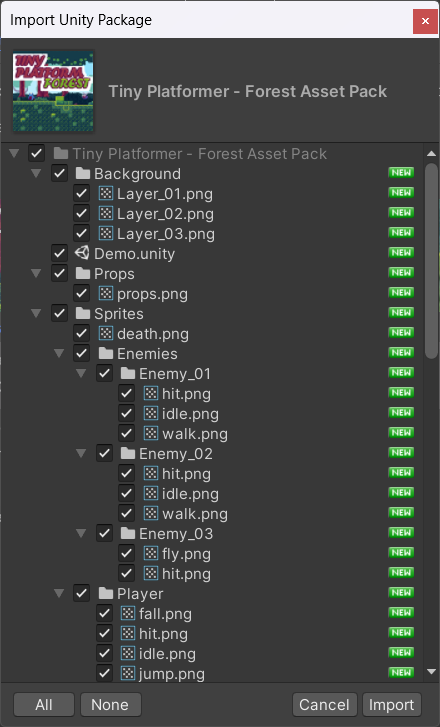 Import Unity Package
TINY
PLATFORM
FOREST
Tiny Platformer - Forest Asset Pack
Tiny Platformer - Forest Asset Pack
Background NEW
Layer_01.png NEW
Layer_02.png NEW
Layer_03.png NEW
Demo.unity NEW
Props NEW
props.png NEW
Sprites NEW
death.png NEW
Enemies NEW
Enemy_01 NEW
hit.png NEW
idle.png NEW
walk.png NEW
Enemy_02 NEW
hit.png NEW
idle.png NEW
walk.png NEW
Enemy_03 NEW
fly.png NEW
hit.png NEW
Player NEW
fall.png NEW
hit.png NEW
idle.png NEW
jump.png NEW
All None Cancel Import